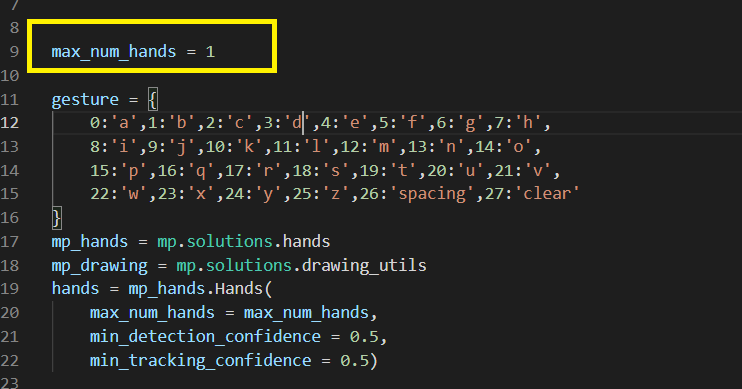 7
8
9 max_num_hands = 1
10
11 gesture = {
12 0:'a',1:'b',2:'c',3:'d',4:'e',5:'f',6:'g',7:'h',
13 8:'i',9:'j',10:'k',11:'l',12:'m',13:'n',14:'o',
14 15:'p',16:'q',17:'r',18:'s',19:'t',20:'u',21:'v',
15 22:'w',23:'x',24:'y',25:'z',26:'spacing',27:'clear'
16 }
17 mp_hands = mp.solutions.hands
18 mp_drawing = mp.solutions.drawing_utils
19 hands = mp_hands.Hands(
20 max_num_hands = max_num_hands,
21 min_detection_confidence = 0.5,
22 min_tracking_confidence = 0.5)
23